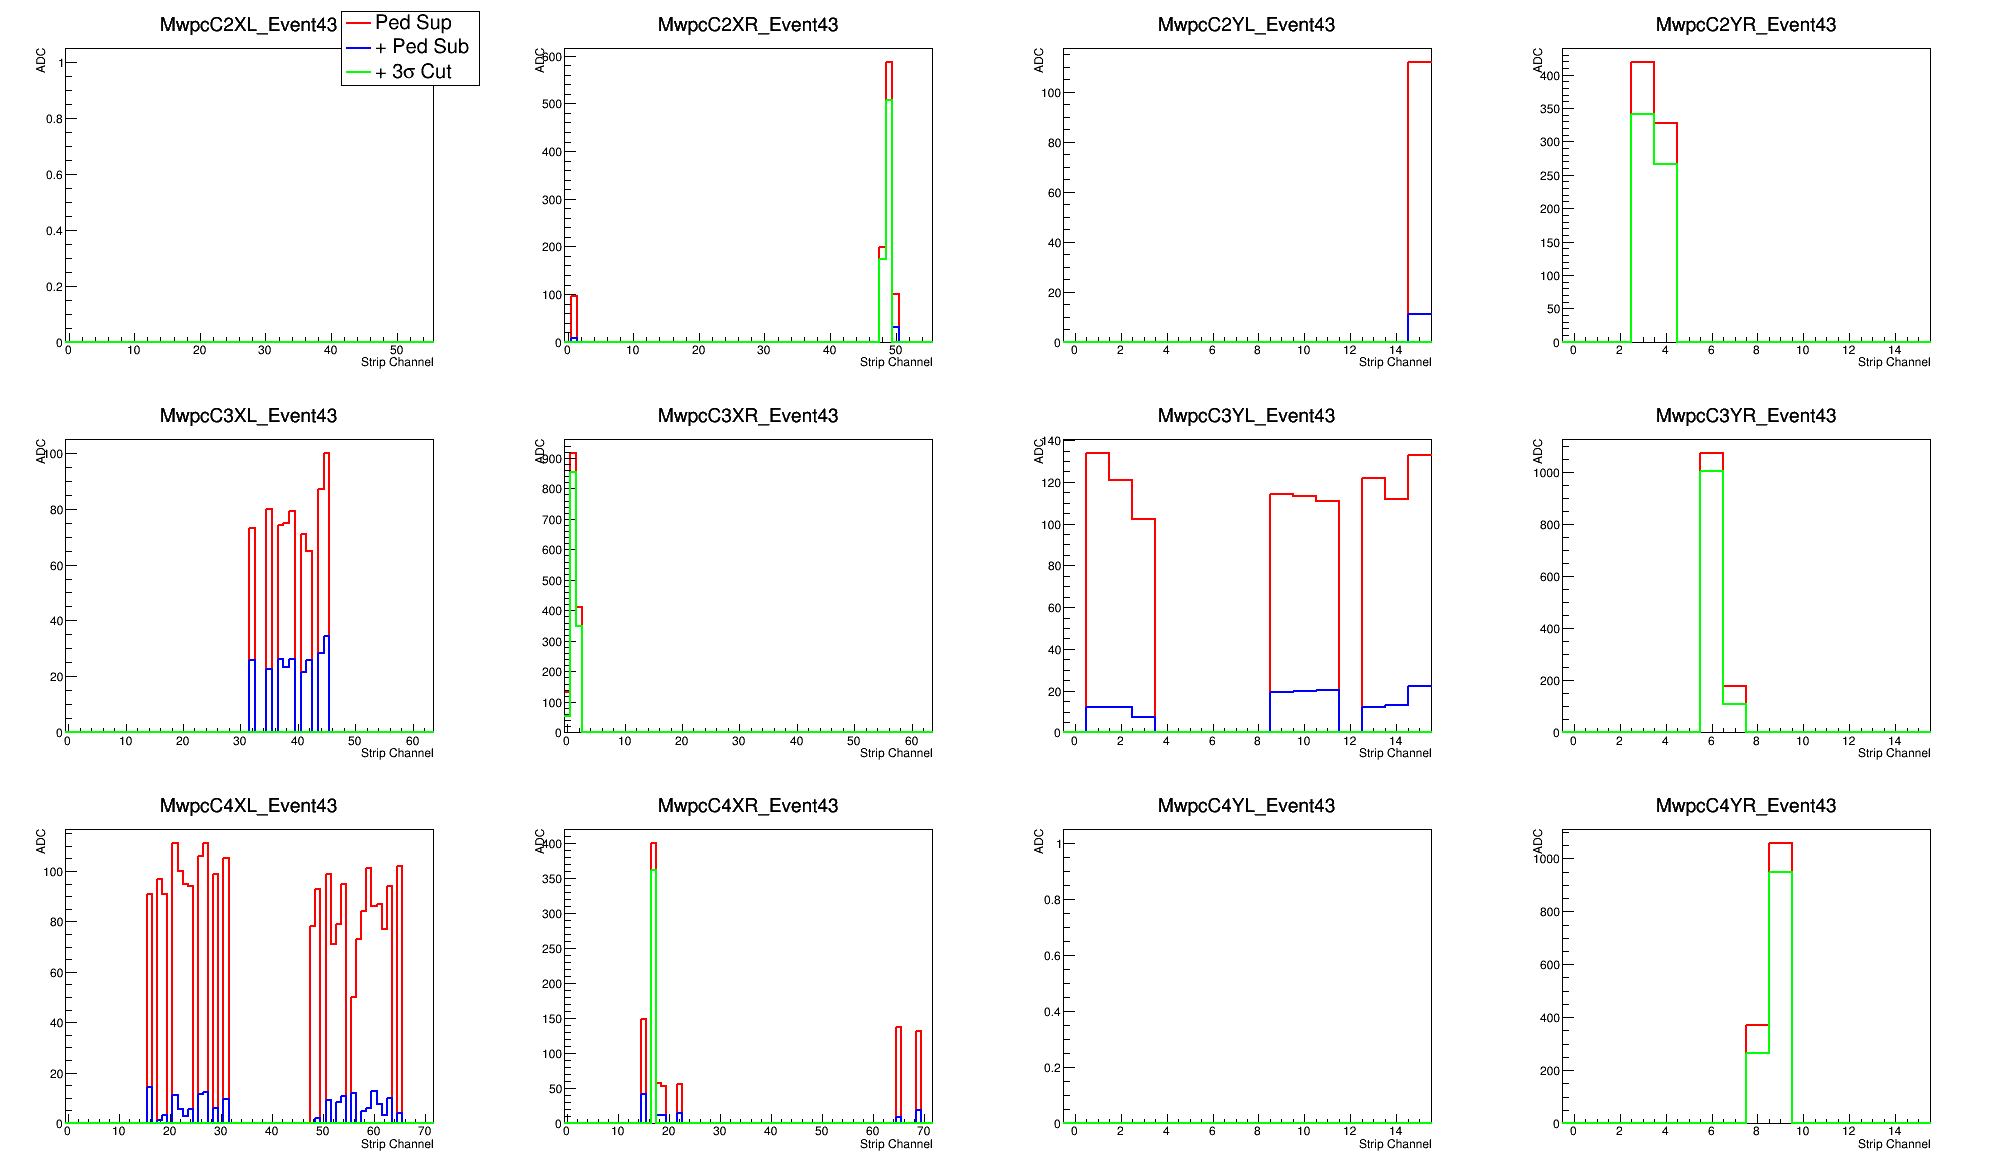 MwpcC2XL_Event43
Ped Sup
+ Ped Sub
+ 3σ Cut
ADC
1
0.8
0.6
0.4
0.2
0
0 10 20 30 40 50
Strip Channel
MwpcC2XR_Event43
ADC
600
500
400
300
200
100
0
0 10 20 30 40 50
Strip Channel
MwpcC2YL_Event43
ADC
100
80
60
40
20
0
0 2 4 6 8 10 12 14
Strip Channel
MwpcC2YR_Event43
ADC
400
350
300
250
200
150
100
50
0
0 2 4 6 8 10 12 14
Strip Channel
MwpcC3XL_Event43
ADC
100
80
60
40
20
0
0 10 20 30 40 50 60
Strip Channel
MwpcC3XR_Event43
ADC
900
800
700
600
500
400
300
200
100
0
0 10 20 30 40 50 60
Strip Channel
MwpcC3YL_Event43
ADC
140
120
100
80
60
40
20
0
0 2 4 6 8 10 12 14
Strip Channel
MwpcC3YR_Event43
ADC
1000
800
600
400
200
0
0 2 4 6 8 10 12 14
Strip Channel
MwpcC4XL_Event43
ADC
100
80
60
40
20
0
0 10 20 30 40 50 60 70
Strip Channel
MwpcC4XR_Event43
ADC
400
350
300
250
200
150
100
50
0
0 10 20 30 40 50 60 70
Strip Channel
MwpcC4YL_Event43
ADC
1
0.8
0.6
0.4
0.2
0
0 2 4 6 8 10 12 14
Strip Channel
MwpcC4YR_Event43
ADC
1000
800
600
400
200
0
0 2 4 6 8 10 12 14
Strip Channel